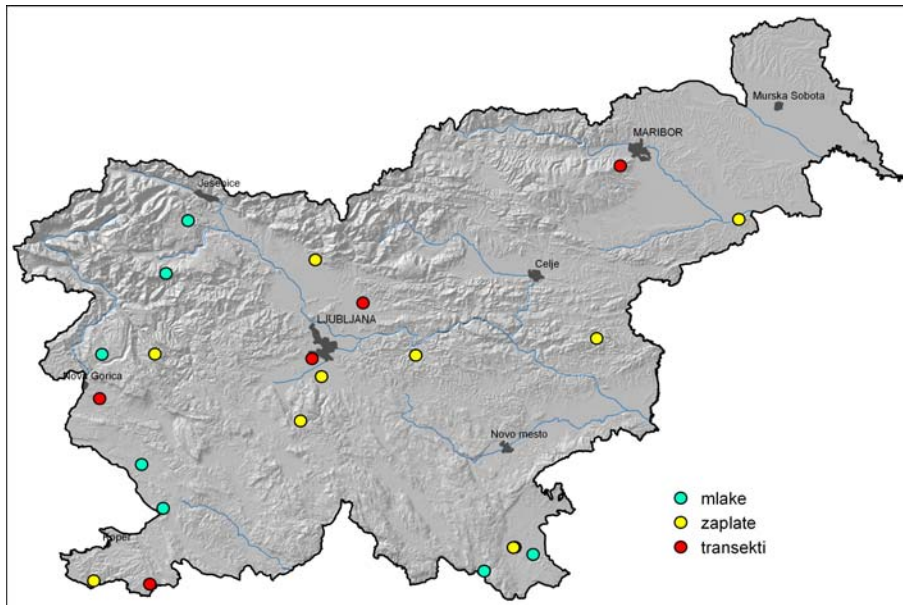 Murska Sobota
MARIBOR
Jesenice
Celje
LJUBLJANA
Nova Gorica
Novo mesto
Koper
mlake
zaplate
transekti